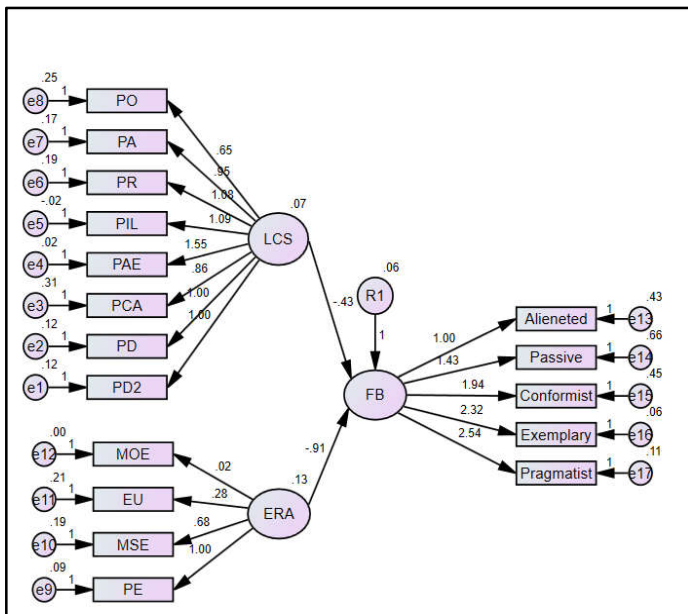 .25
e8 1 PO
.17
e7 1 PA
.19
e6 1 PR
-.02
e5 1 PIL
.02
e4 1 PAE
.31
e3 1 PCA
.12
e2 1 PD
.12
e1 1 PD2
.65
.95
1.08
1.09
1.55
.86
1.00
1.00
.07
LCS
-.43
.06
R1
1
FB
.00
e12 1 MOE
.21
e11 1 EU
.19
e10 1 MSE
.09
e9 1 PE
.02
.28
.68
1.00
.13
ERA
-.91
1.00
1.43
1.94
2.32
2.54
.43
Alieneted 1 e13
.66
Passive 1 e14
.45
Conformist 1 e15
.06
Exemplary 1 e16
.11
Pragmatist 1 e17